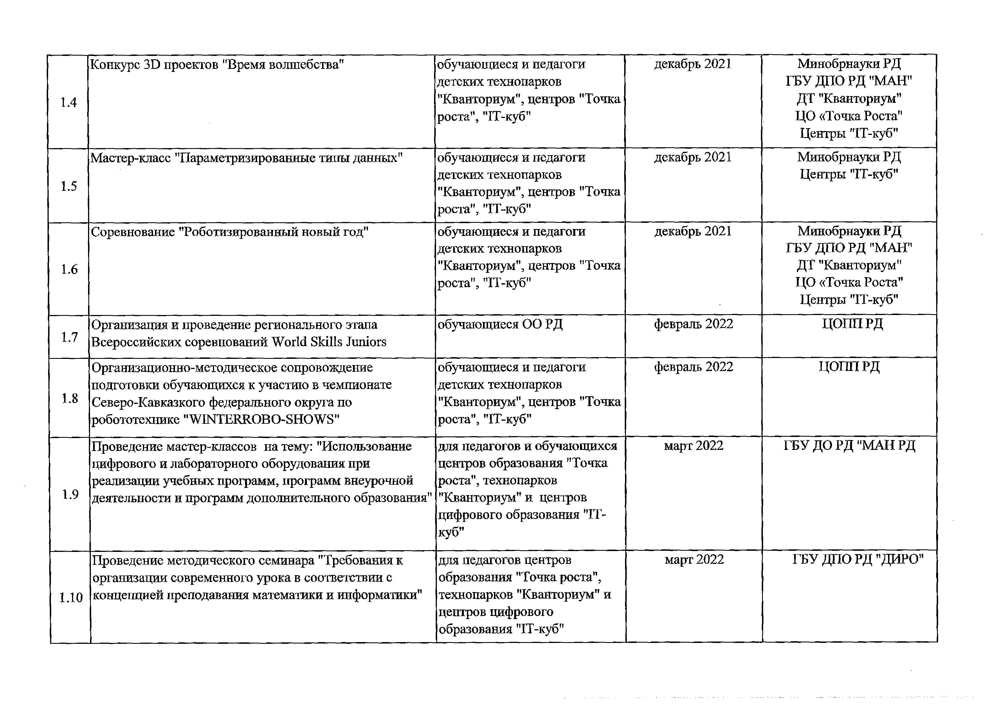 1.4
Конкурс 3D проектов "Время волшебства"
обучающиеся и педагоги
детских технопарков
"Кванториум", центров "Точка
роста", "IT-куб"
декабрь 2021
Минобрнауки РД
ГБУ ДПО РД "МАН"
ДТ "Кванториум"
ЦО «Точка Роста"
Центры "IT-куб"
1.5
Мастер-класс "Параметризированные типы данных"
обучающиеся и педагоги
детских технопарков
"Кванториум", центров "Точка
роста", "IT-куб"
декабрь 2021
Минобрнауки РД
Центры "IT-куб"
1.6
Соревнование "Роботизированный новый год"
обучающиеся и педагоги
детских технопарков
"Кванториум", центров "Точка
роста", "IT-куб"
декабрь 2021
Минобрнауки РД
ГБУ ДПО РД "МАН"
ДТ "Кванториум"
ЦО «Точка Роста"
Центры "IT-куб"
1.7
Организация и проведение регионального этапа
Всероссийских соревнований World Skills Juniors
обучающиеся ОО РД
февраль 2022
ЦОПП РД
1.8
Организационно-методическое сопровождение
подготовки обучающихся к участию в чемпионате
Северо-Кавказкого федерального округа по
робототехнике "WINTERROBO-SHOWS"
обучающиеся и педагоги
детских технопарков
"Кванториум", центров "Точка
роста", "IT-куб"
февраль 2022
ЦОПП РД
1.9
Проведение мастер-классов на тему: "Использование
цифрового и лабораторного оборудования при
реализации учебных программ, программ внеурочной
деятельности и программ дополнительного образования"
для педагогов и обучающихся
центров образования "Точка
роста", технопарков
"Кванториум" и центров
цифрового образования "IT-
куб"
март 2022
ГБУ ДО РД "МАН РД
1.10
Проведение методического семинара "Требования к
организации современного урока в соответствии с
концепцией преподавания математики и информатики"
для педагогов центров
образования "Точка роста",
технопарков "Кванториум" и
центров цифрового
образования "IT-куб"
март 2022
ГБУ ДПО РД "ДИРО"